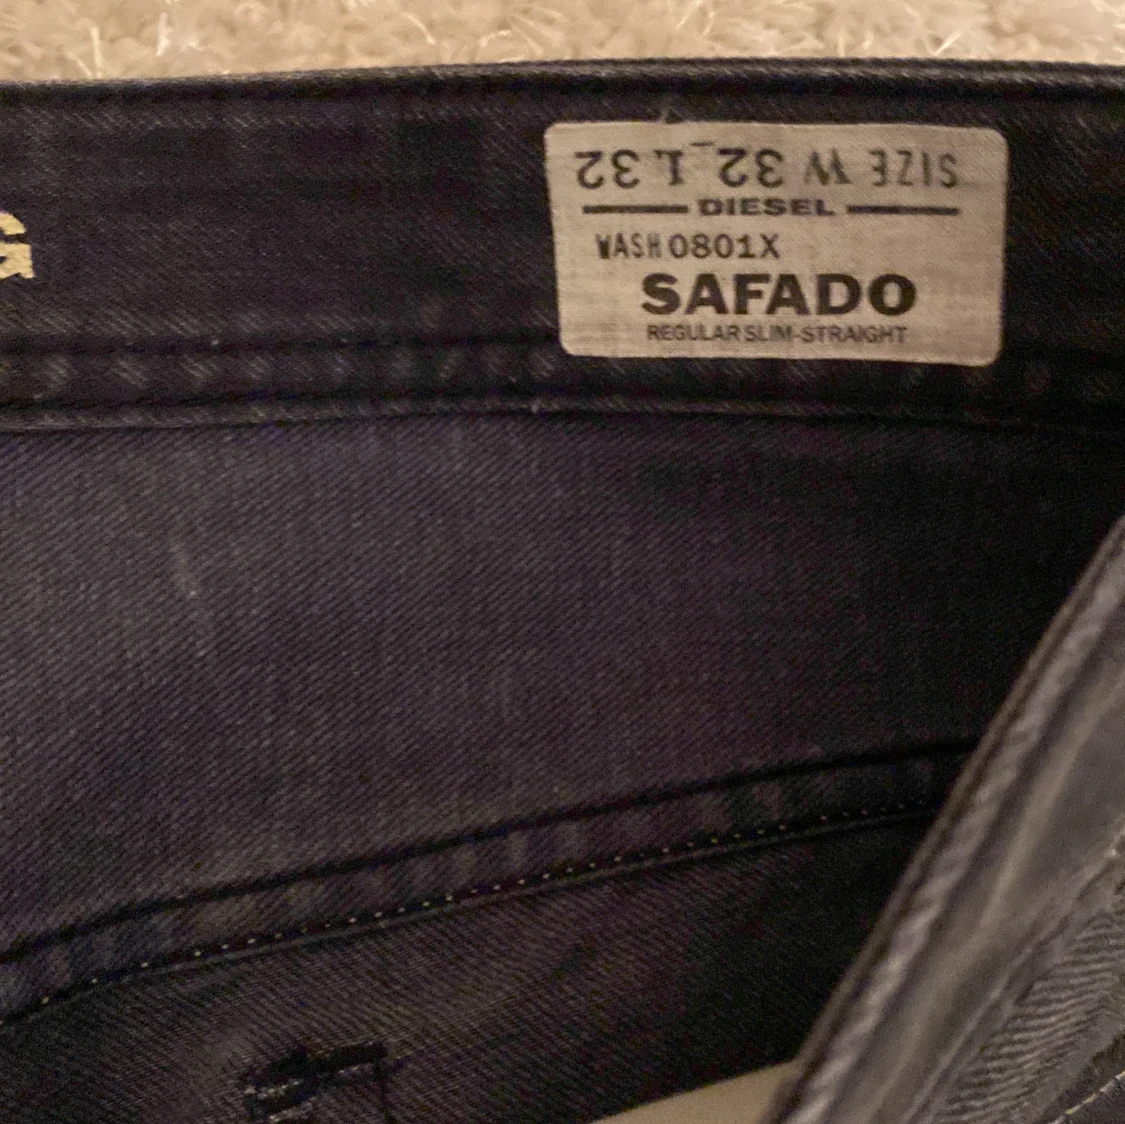 SIZE W 32 L 32
DIESEL
WASH 0801X
SAFADO
REGULAR SLIM-STRAIGHT
G